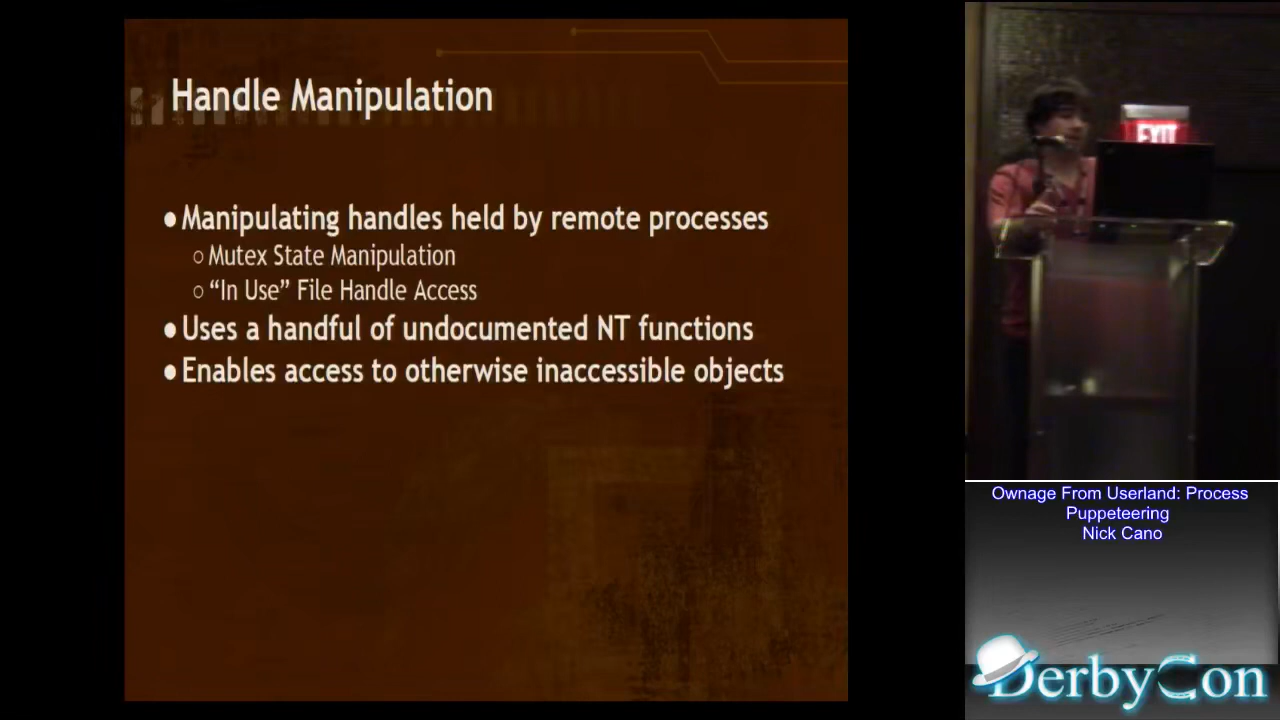 Handle Manipulation
● Manipulating handles held by remote processes
○ Mutex State Manipulation
○ “In Use” File Handle Access
● Uses a handful of undocumented NT functions
● Enables access to otherwise inaccessible objects
EXIT
Ownage From Userland: Process
Puppeteering
Nick Cano
DerbyCon